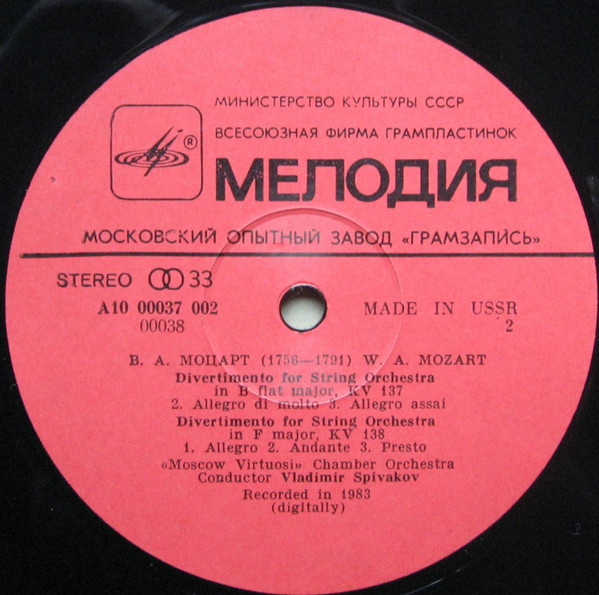 МИНИСТЕРСТВО КУЛЬТУРЫ СССР
ВСЕСОЮЗНАЯ ФИРМА ГРАМПЛАСТИНОК
®
МЕЛОДИЯ
МОСКОВСКИЙ ОПЫТНЫЙ ЗАВОД «ГРАМЗАПИСЬ»
STEREO 33
А10 00037 002 MADE IN USSR
00038 2
В. А. МОЦАРТ (1756—1791) W. A. MOZART
Divertimento for String Orchestra
in B flat major, KV 137
2. Allegro di molto 3. Allegro assai
Divertimento for String Orchestra
in F major, KV 138
1. Allegro 2. Andante 3. Presto
«Moscow Virtuosi» Chamber Orchestra
Conductor Vladimir Spivakov
Recorded in 1983
(digitally)